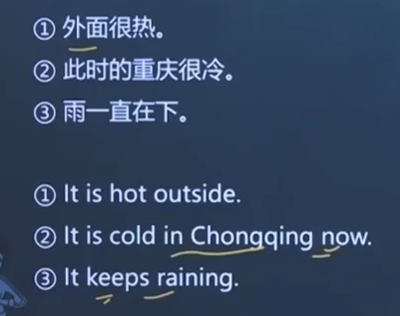 ① 外面很热。
② 此时的重庆很冷。
③ 雨一直在下。
① It is hot outside.
② It is cold in Chongqing now.
③ It keeps raining.